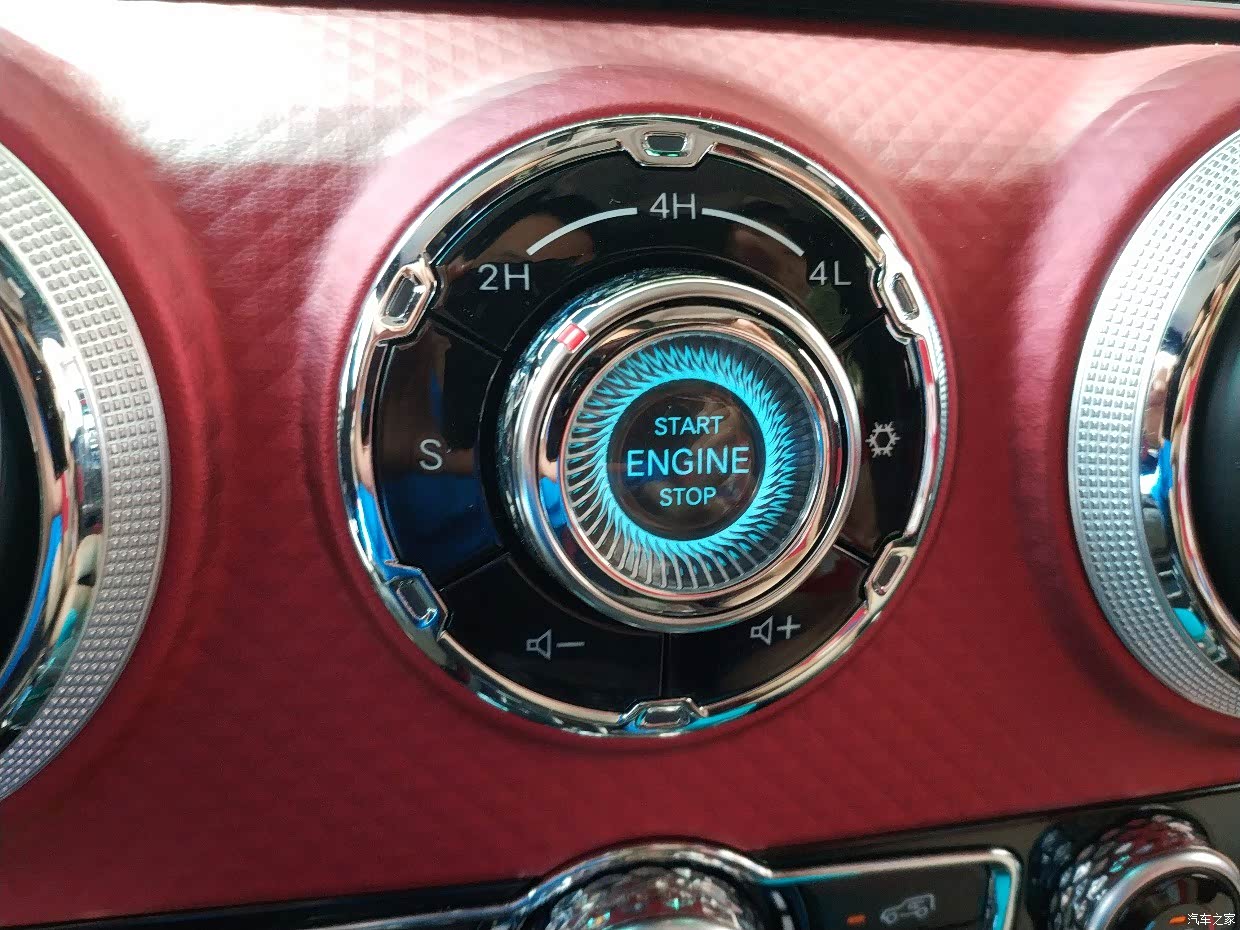 4H
2H
4L
START
S
ENGINE
STOP
−
+
汽车之家